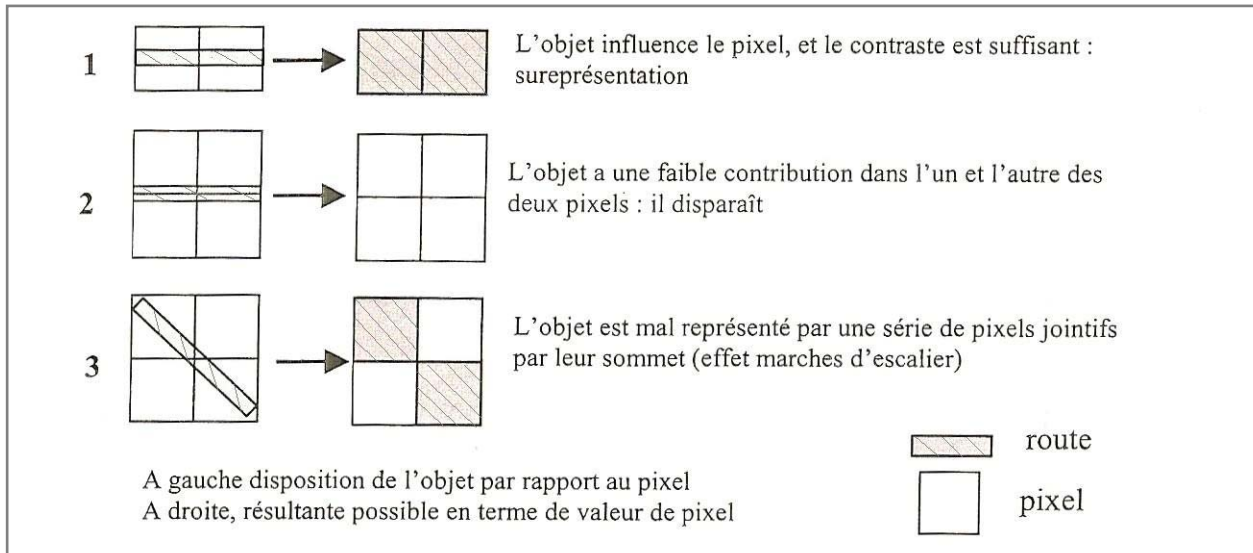 1
L'objet influence le pixel, et le contraste est suffisant :
sureprésentation
2
L'objet a une faible contribution dans l'un et l'autre des
deux pixels : il disparaît
3
L'objet est mal représenté par une série de pixels jointifs
par leur sommet (effet marches d'escalier)
route
pixel
A gauche disposition de l'objet par rapport au pixel
A droite, résultante possible en terme de valeur de pixel